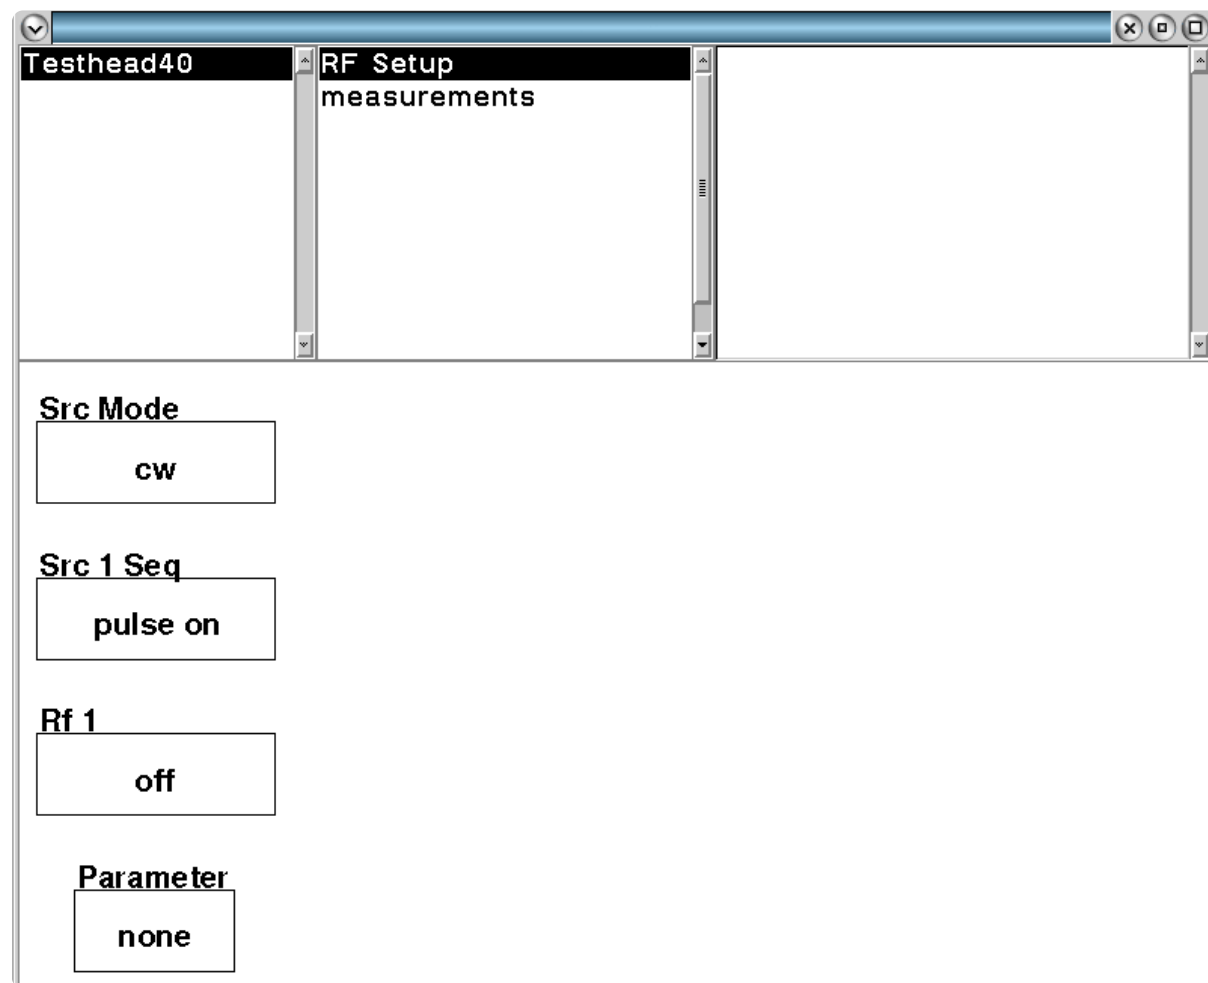 Testhead40
RF Setup
measurements
Src Mode
cw
Src 1 Seq
pulse on
Rf 1
off
Parameter
none